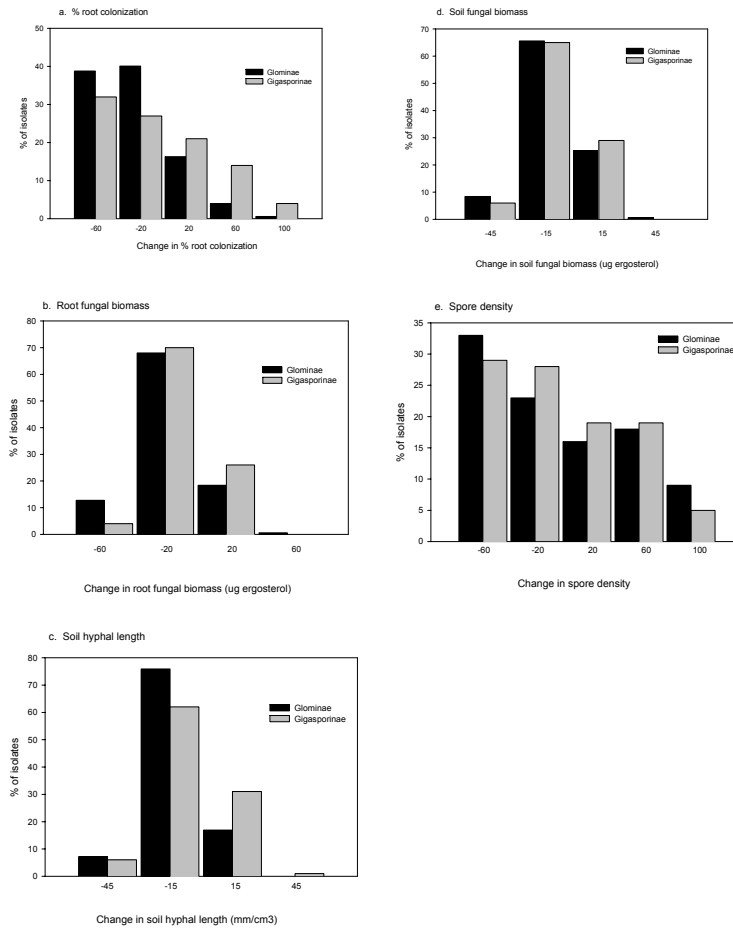 a. % root colonization
50
40
30
20
10
0
% of isolates
Glominae
Gigasporinae
-60 -20 20 60 100
Change in % root colonization
b. Root fungal biomass
80
70
60
50
40
30
20
10
0
% of isolates
Glominae
Gigasporinae
-60 -20 20 60
Change in root fungal biomass (ug ergosterol)
c. Soil hyphal length
80
70
60
50
40
30
20
10
0
% of isolates
Glominae
Gigasporinae
-45 -15 15 45
Change in soil hyphal length (mm/cm3)
d. Soil fungal biomass
70
60
50
40
30
20
10
0
% of isolates
Glominae
Gigasporinae
-45 -15 15 45
Change in soil fungal biomass (ug ergosterol)
e. Spore density
35
30
25
20
15
10
5
0
% of isolates
Glominae
Gigasporinae
-60 -20 20 60 100
Change in spore density